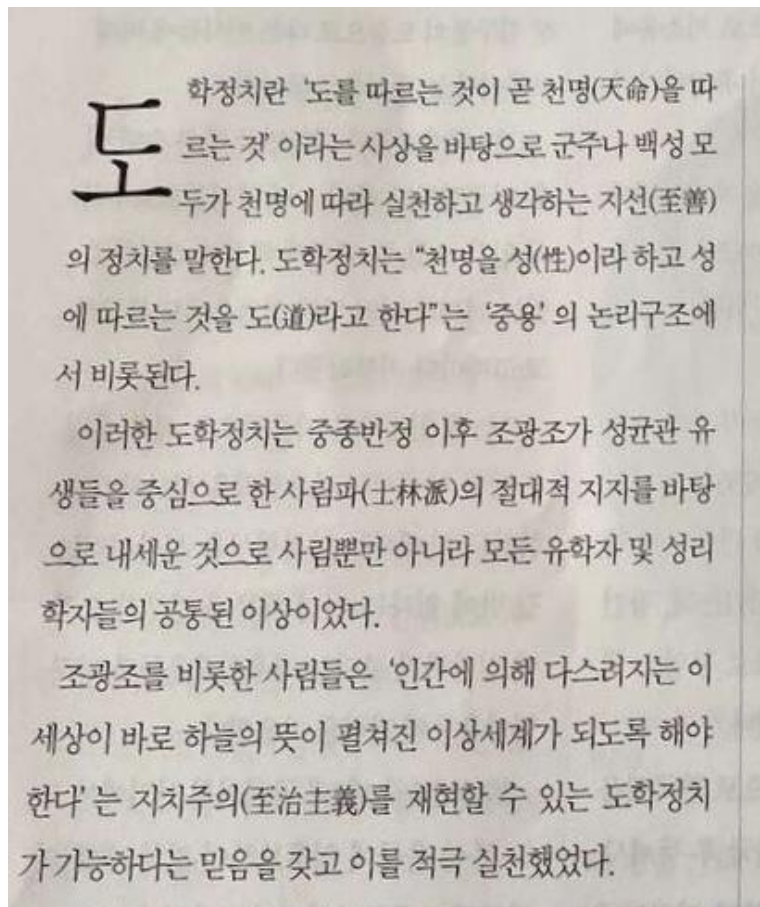 도학정치란 '도를 따르는 것이 곧 천명(天命)을 따
르는 것' 이라는 사상을 바탕으로 군주나 백성 모
두가 천명에 따라 실천하고 생각하는 지선(至善)
의 정치를 말한다. 도학정치는 “천명을 성(性)이라 하고 성
에 따르는 것을 도(道)라고 한다”는 '중용' 의 논리구조에
서 비롯된다.
이러한 도학정치는 중종반정 이후 조광조가 성균관 유
생들을 중심으로 한 사림파(士林派)의 절대적 지지를 바탕
으로 내세운 것으로 사림뿐만 아니라 모든 유학자 및 성리
학자들의 공통된 이상이었다.
조광조를 비롯한 사림들은 '인간에 의해 다스려지는 이
세상이 바로 하늘의 뜻이 펼쳐진 이상세계가 되도록 해야
한다' 는 지치주의(至治主義)를 재현할 수 있는 도학정치
가 가능하다는 믿음을 갖고 이를 적극 실천했었다.